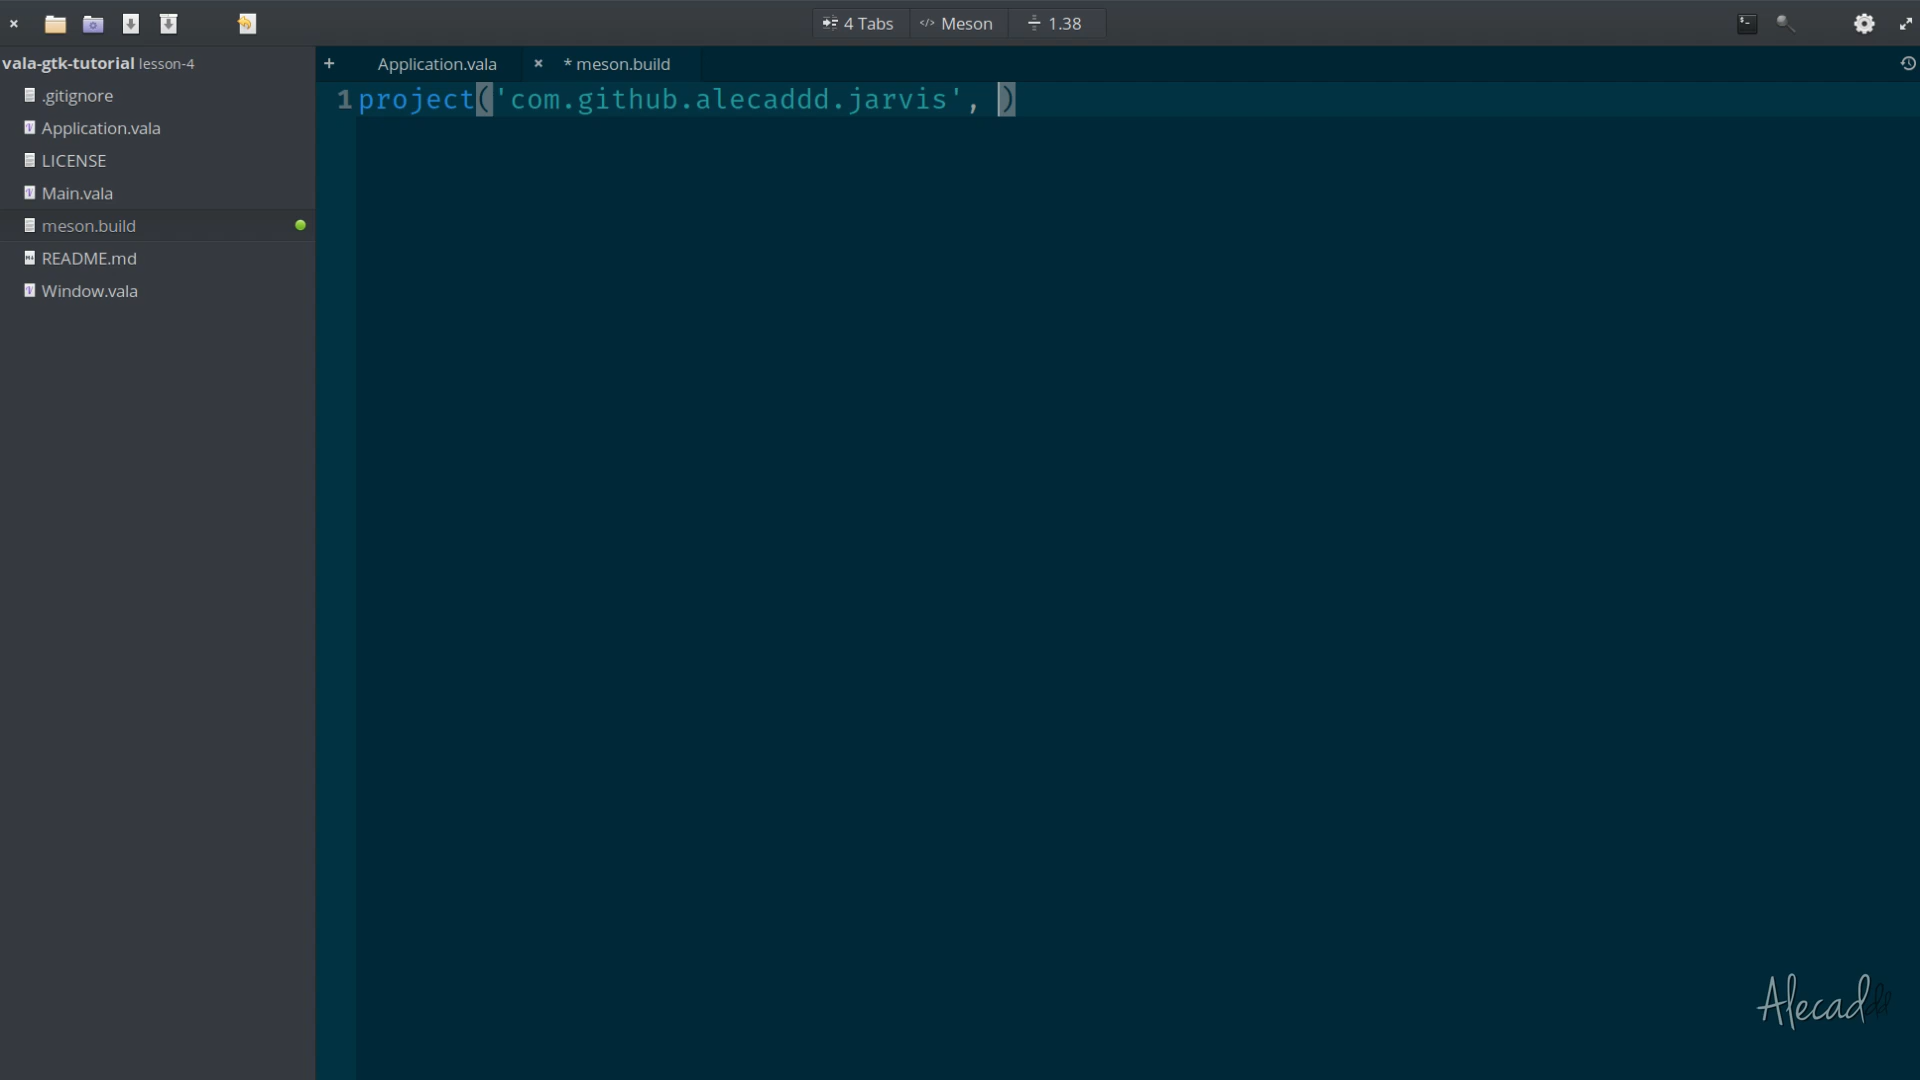 4 Tabs
Meson
1.38
vala-gtk-tutorial lesson-4
.gitignore
Application.vala
LICENSE
Main.vala
meson.build
README.md
Window.vala
Application.vala
* meson.build
1 project('com.github.alecaddd.jarvis', )
Alecaddd